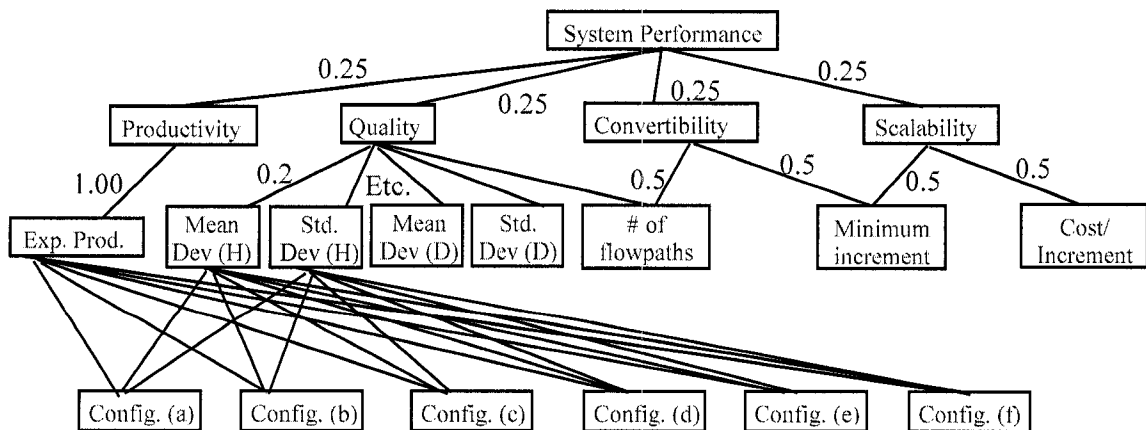 System Performance
0.25
0.25
0.25
0.25
Productivity
Quality
Convertibility
Scalability
1.00
0.2
Etc.
0.5
0.5
0.5
0.5
Exp. Prod.
Mean
Dev (H)
Std.
Dev (H)
Mean
Dev (D)
Std.
Dev (D)
# of
flowpaths
Minimum
increment
Cost/
Increment
Config. (a)
Config. (b)
Config. (c)
Config. (d)
Config. (e)
Config. (f)